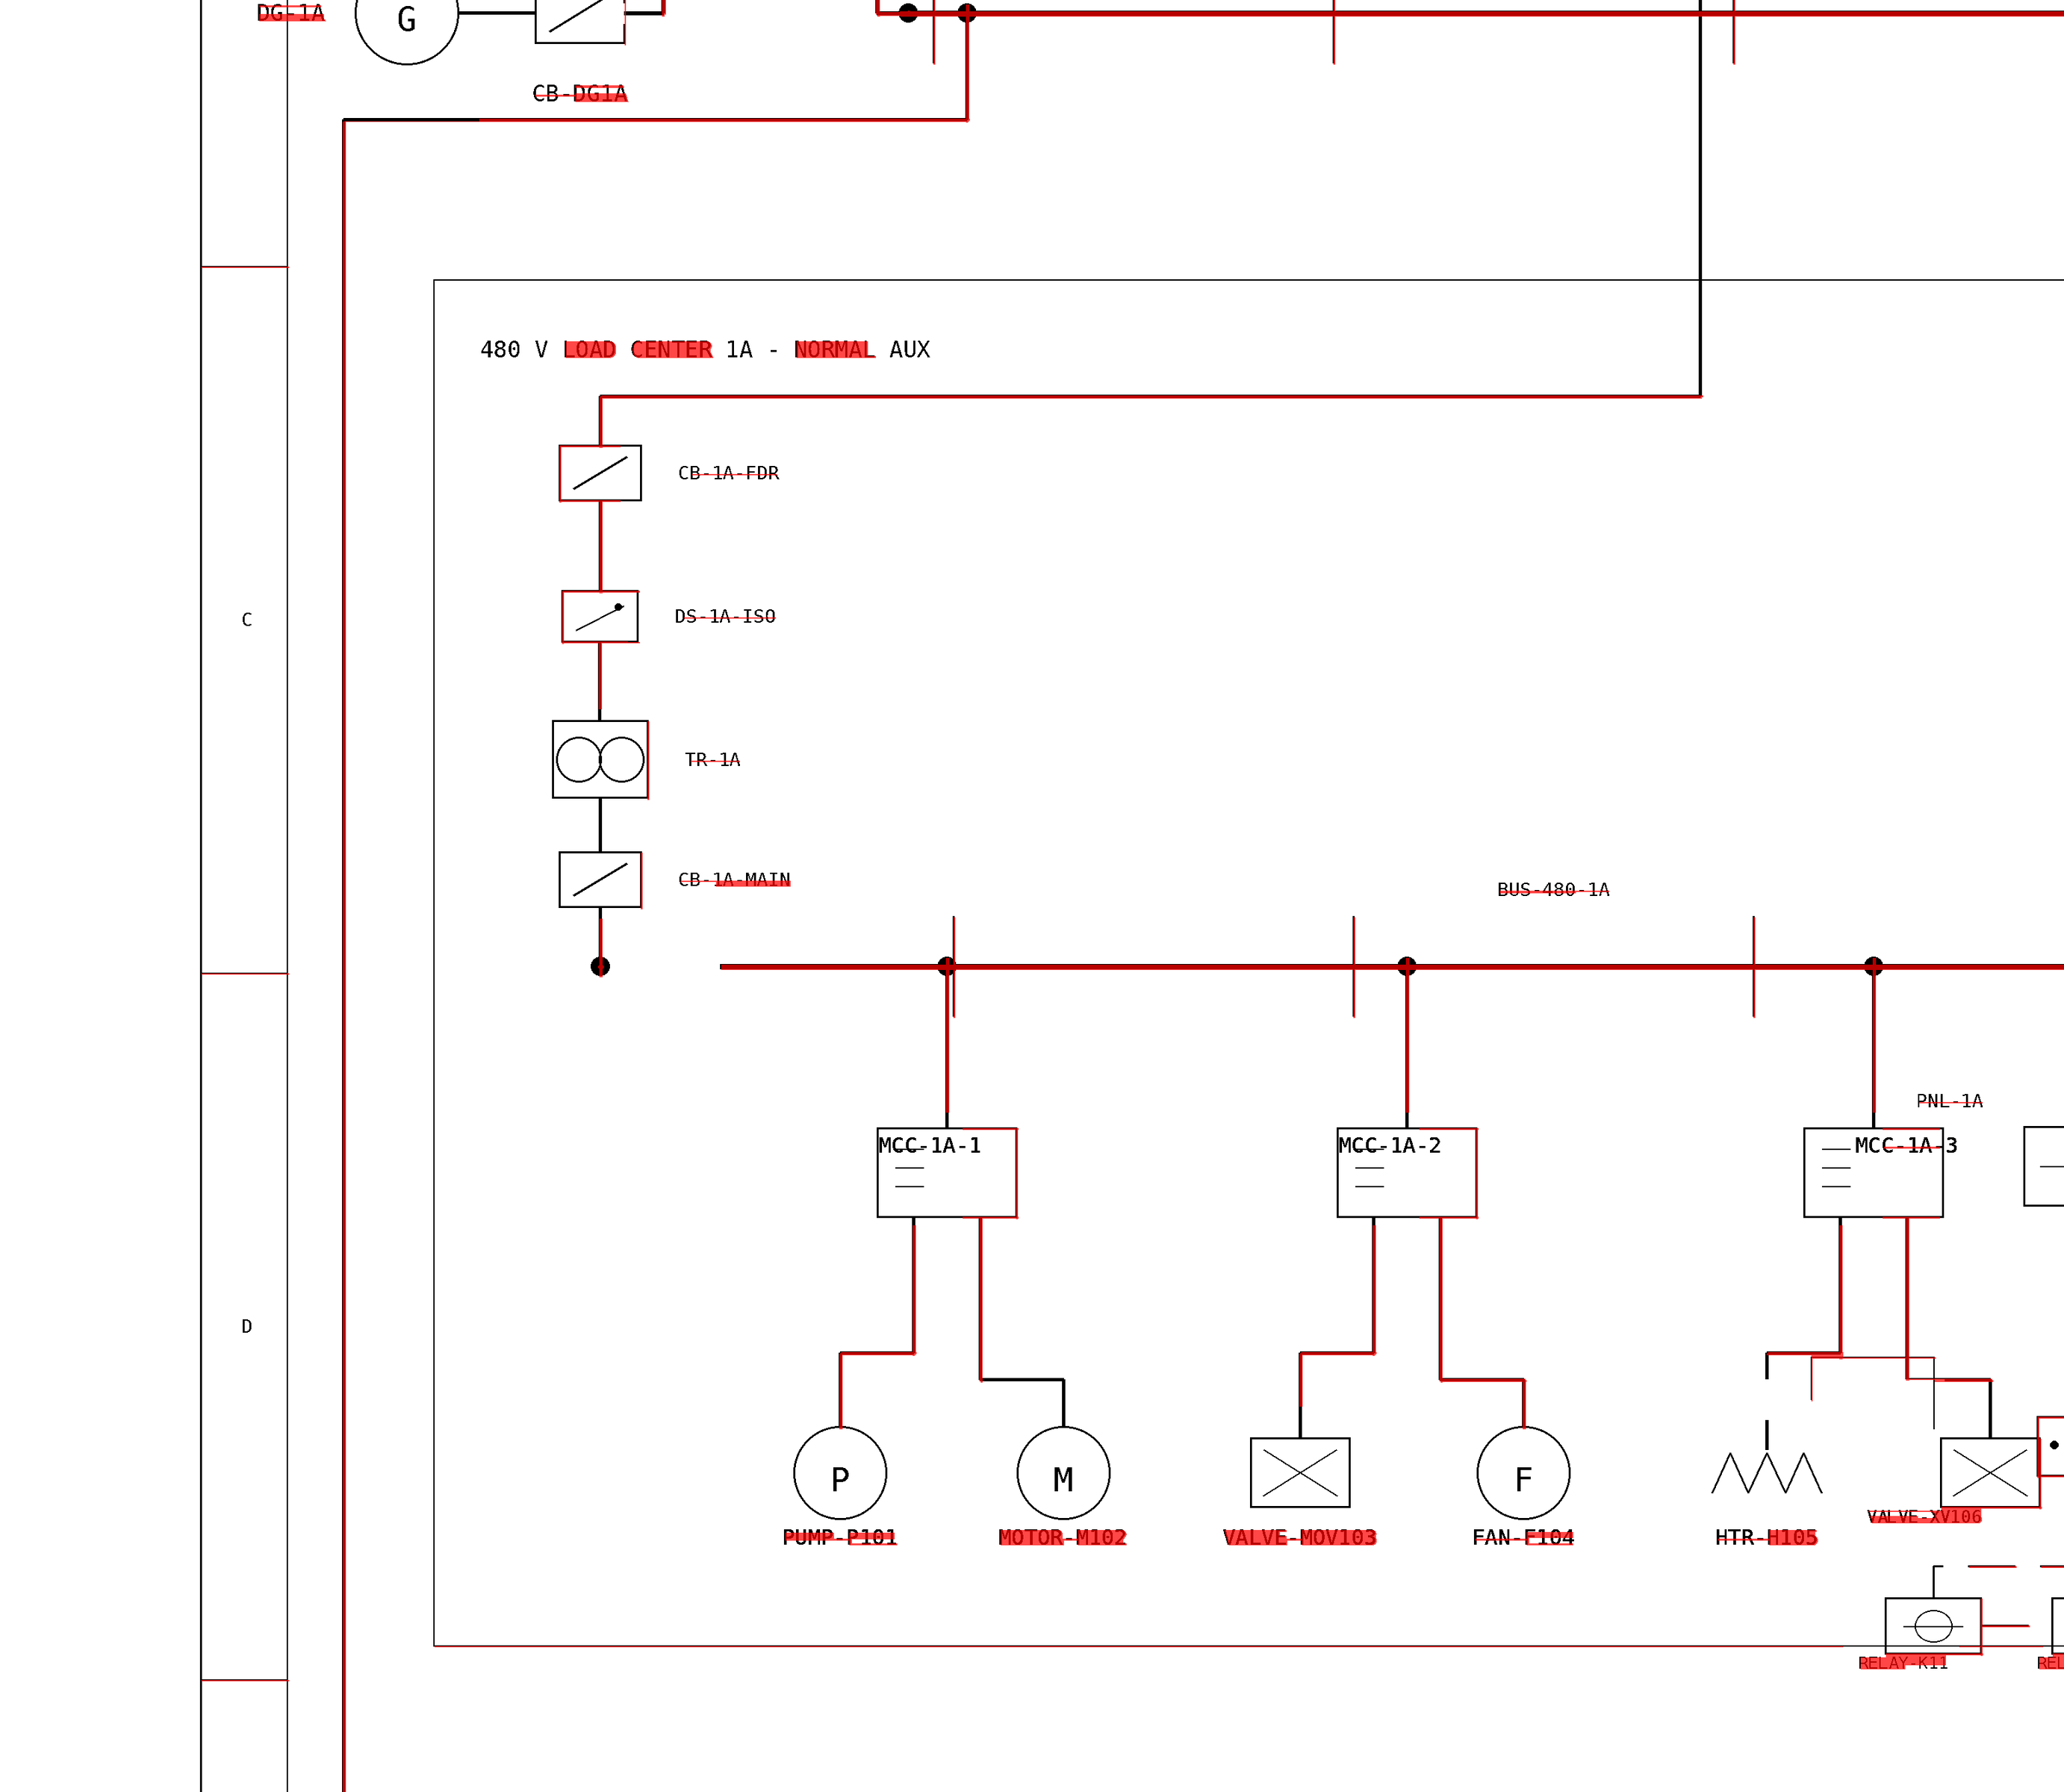 DG-1A
G
CB-DG1A
480 V LOAD CENTER 1A - NORMAL AUX
CB-1A-FDR
C
DS-1A-ISO
TR-1A
CB-1A-MAIN
BUS-480-1A
PNL-1A
MCC-1A-1
MCC-1A-2
MCC-1A-3
D
P
M
F
PUMP-P101
MOTOR-M102
VALVE-MOV103
FAN-F104
HTR-H105
VALVE-XV106
RELAY-K11
REL